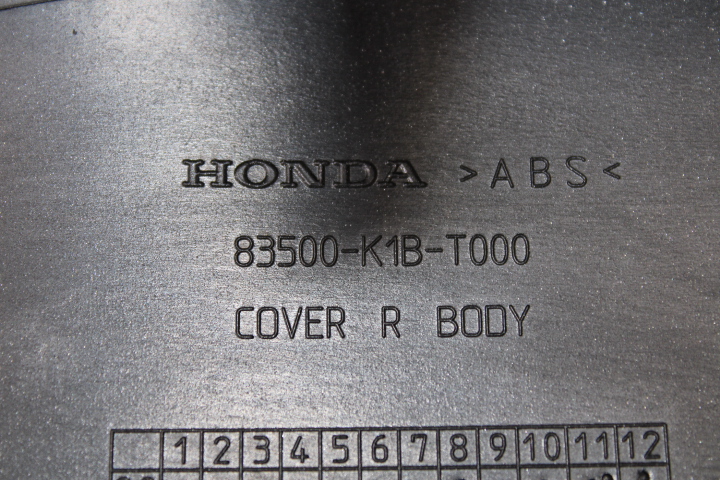 HONDA >ABS<
83500-K1B-T000
COVER R BODY
1 2 3 4 5 6 7 8 9 10 11 12